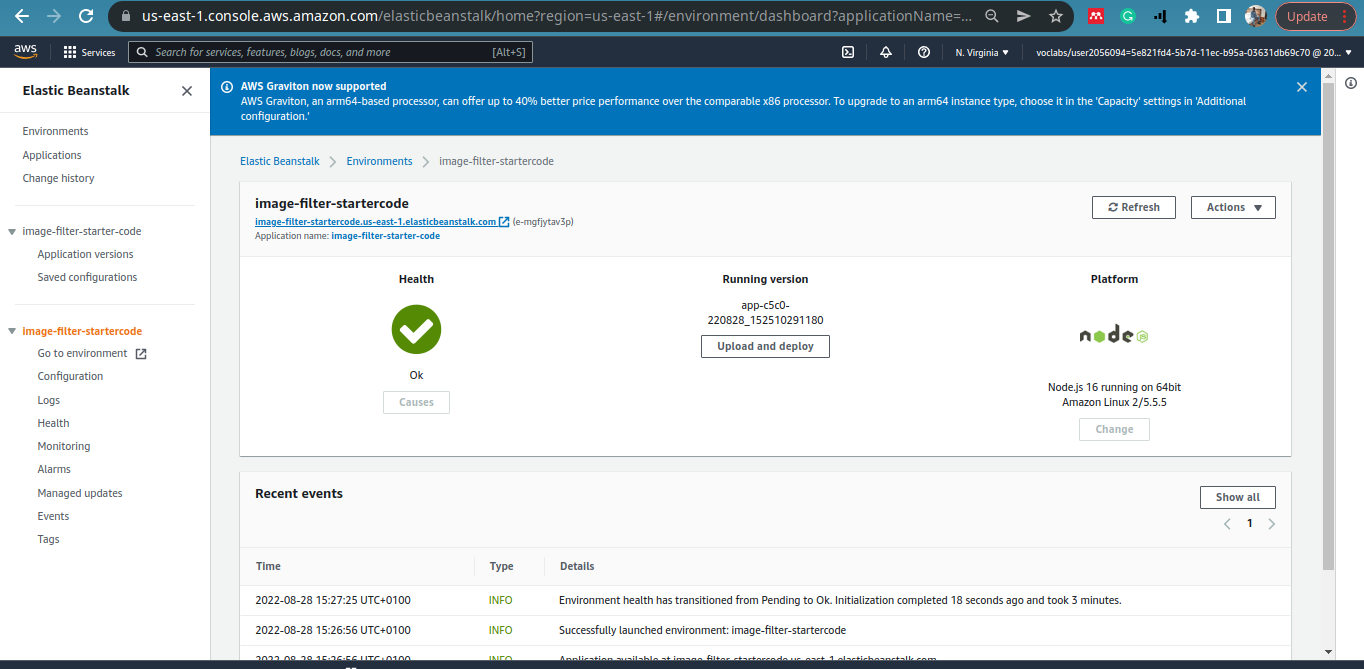 us-east-1.console.aws.amazon.com/elasticbeanstalk/home?region=us-east-1#/environment/dashboard?applicationName=...
Update
aws
Services
Search for services, features, blogs, docs, and more
[Alt+S]
N. Virginia
voclabs/user2056094=5e821fd4-5b7d-11ec-b95a-03631db69c70 @ 20...
Elastic Beanstalk
Environments
Applications
Change history
image-filter-starter-code
Application versions
Saved configurations
image-filter-startercode
Go to environment
Configuration
Logs
Health
Monitoring
Alarms
Managed updates
Events
Tags
AWS Graviton now supported
AWS Graviton, an arm64-based processor, can offer up to 40% better price performance over the comparable x86 processor. To upgrade to an arm64 instance type, choose it in the 'Capacity' settings in 'Additional
configuration.'
Elastic Beanstalk > Environments > image-filter-startercode
image-filter-startercode
image-filter-startercode.us-east-1.elasticbeanstalk.com (e-mgfjytav3p)
Application name: image-filter-starter-code
Refresh
Actions
Health
Ok
Causes
Running version
app-c5c0-
220828_152510291180
Upload and deploy
Platform
node
Node.js 16 running on 64bit
Amazon Linux 2/5.5.5
Change
Recent events
Show all
1
Time Type Details
2022-08-28 15:27:25 UTC+0100 INFO Environment health has transitioned from Pending to Ok. Initialization completed 18 seconds ago and took 3 minutes.
2022-08-28 15:26:56 UTC+0100 INFO Successfully launched environment: image-filter-startercode
2022-08-28 15:26:56 UTC+0100 INFO Application available at image-filter-startercode.us-east-1.elasticbeanstalk.com